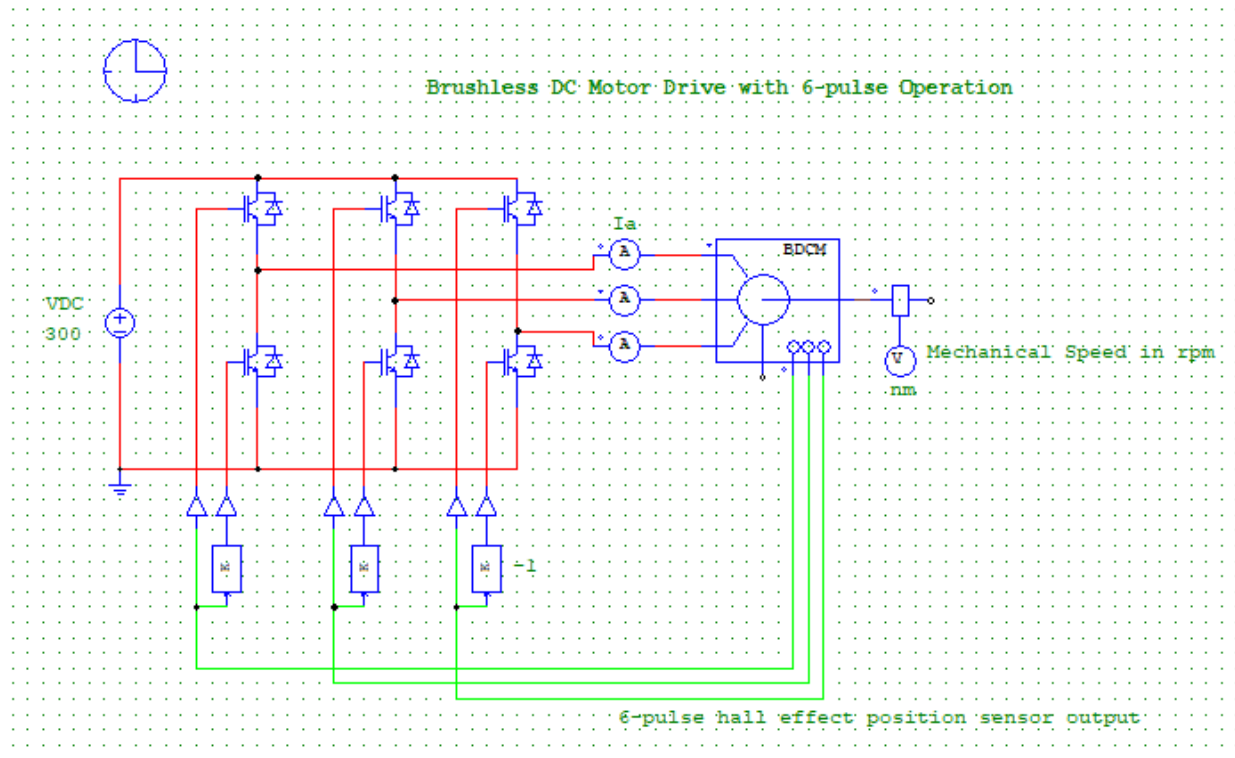 Brushless DC Motor Drive with 6-pulse Operation
Ia
A
BDCM
VDC
300
A
A
V
Mechanical Speed in rpm
nm
K
K
K
-1
6-pulse hall effect position sensor output